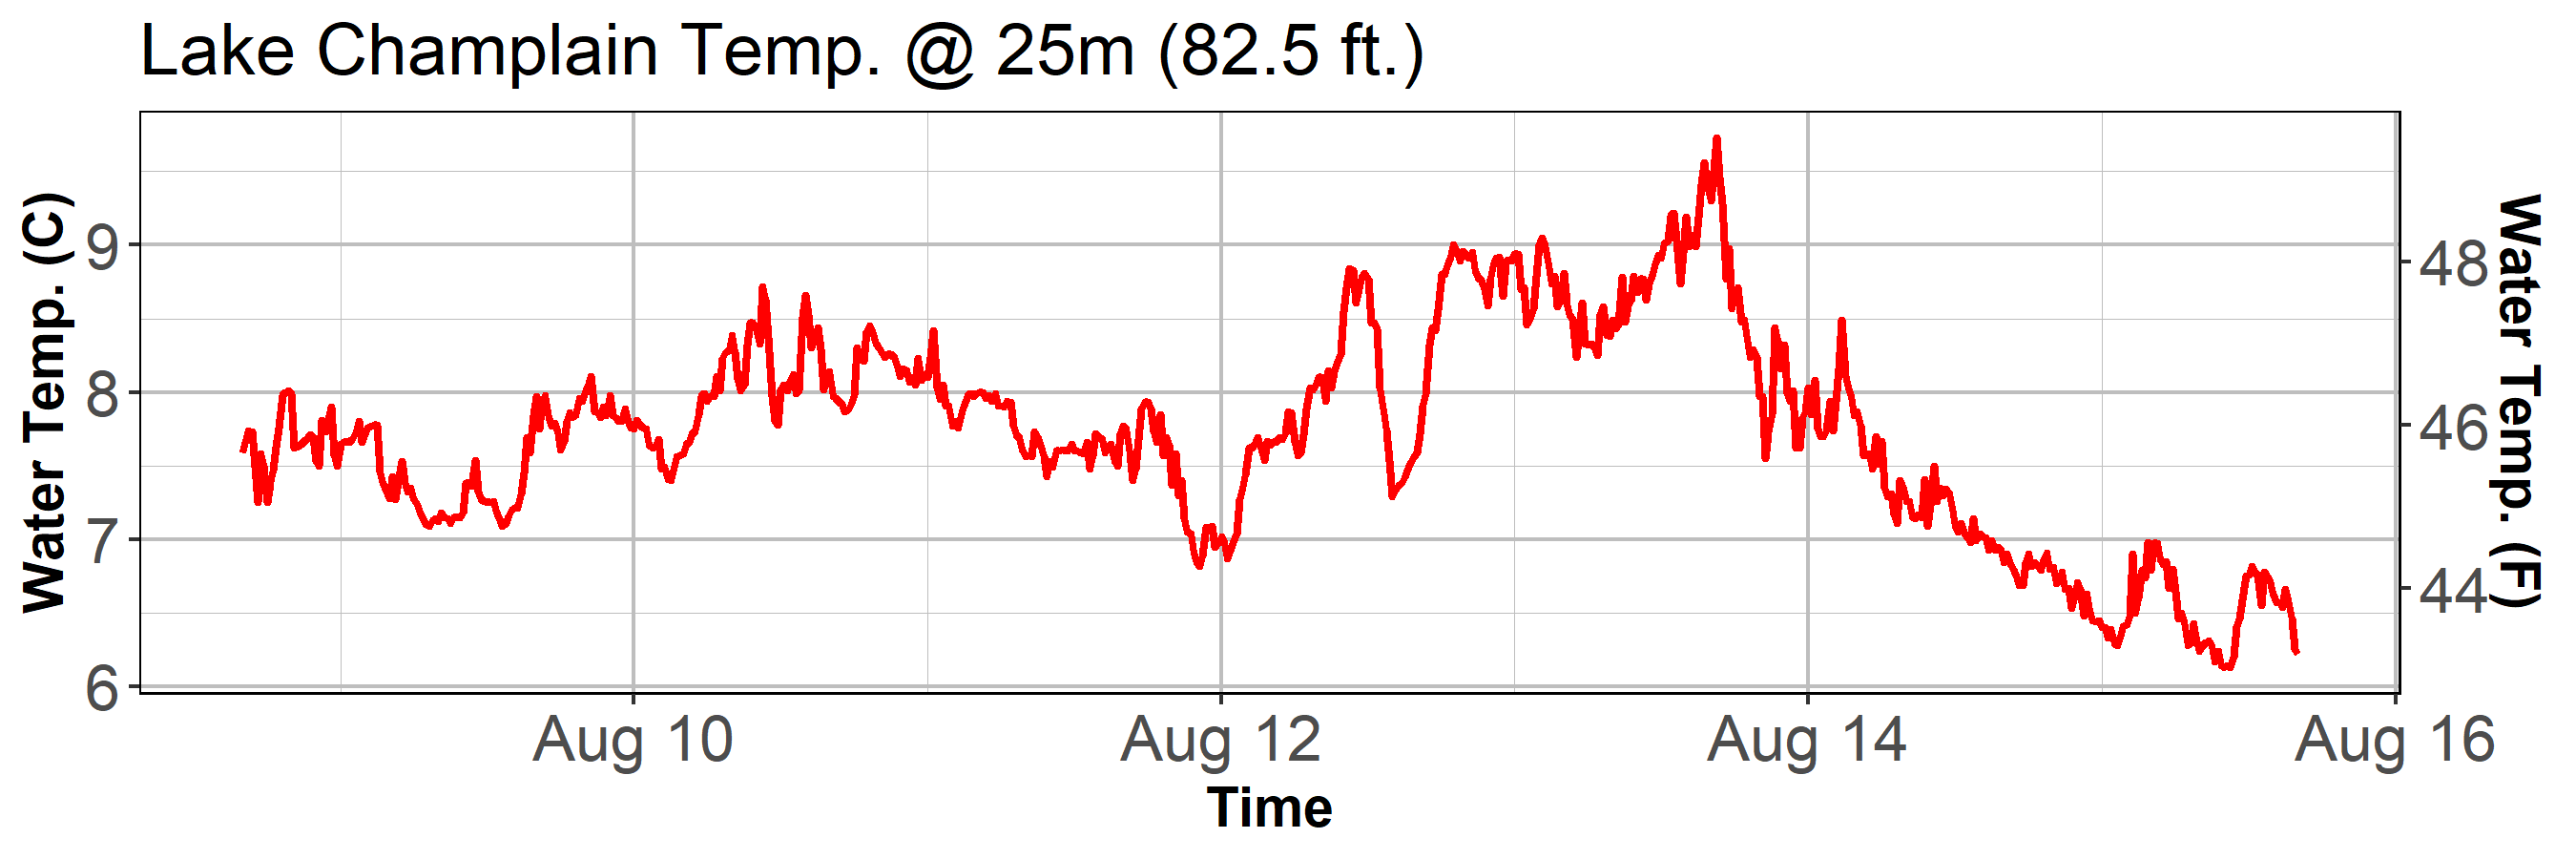 Lake Champlain Temp. @ 25m (82.5 ft.)
Water Temp. (C)
9
8
7
6
48
46
44
Water Temp. (F)
Aug 10
Aug 12
Aug 14
Aug 16
Time